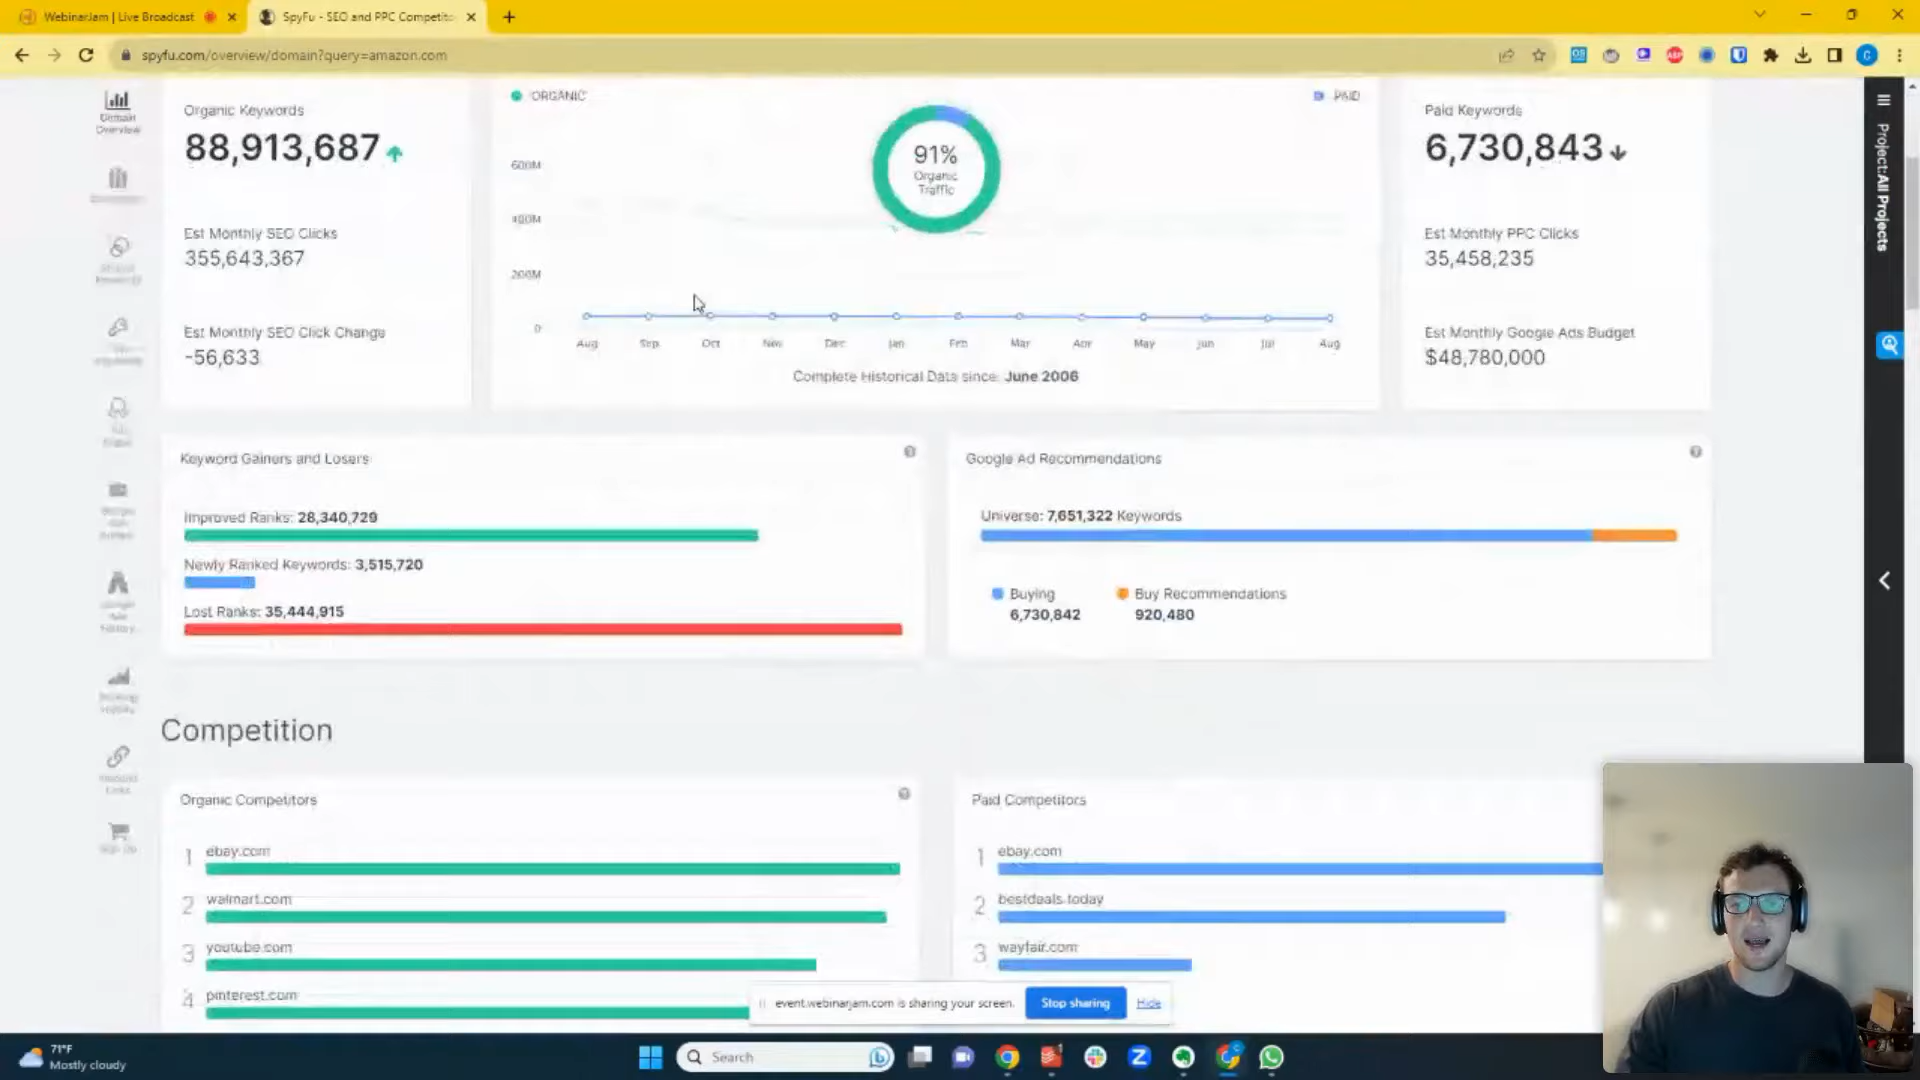 WebinarJam | Live Broadcast
SpyFu - SEO and PPC Competito
spyfu.com/overview/domain?query=amazon.com
Domain
Overview
Organic Keywords
88,913,687
Est Monthly SEO Clicks
355,643,367
Est Monthly SEO Click Change
-56,633
ORGANIC
PAID
91%
Organic
Traffic
600M
400M
200M
0
Aug
Sep
Oct
Nov
Dec
Jan
Feb
Mar
Apr
May
Jun
Jul
Aug
Complete Historical Data since: June 2006
Paid Keywords
6,730,843
Est Monthly PPC Clicks
35,458,235
Est Monthly Google Ads Budget
$48,780,000
Project:All Projects
Keyword Gainers and Losers
Improved Ranks: 28,340,729
Newly Ranked Keywords: 3,515,720
Lost Ranks: 35,444,915
Google Ad Recommendations
Universe: 7,651,322 Keywords
Buying
6,730,842
Buy Recommendations
920,480
Competition
Organic Competitors
1 ebay.com
2 walmart.com
3 youtube.com
4 pinterest.com
Paid Competitors
1 ebay.com
2 bestdeals.today
3 wayfair.com
event.webinarjam.com is sharing your screen.
Stop sharing
Hide
71°F
Mostly cloudy
Search